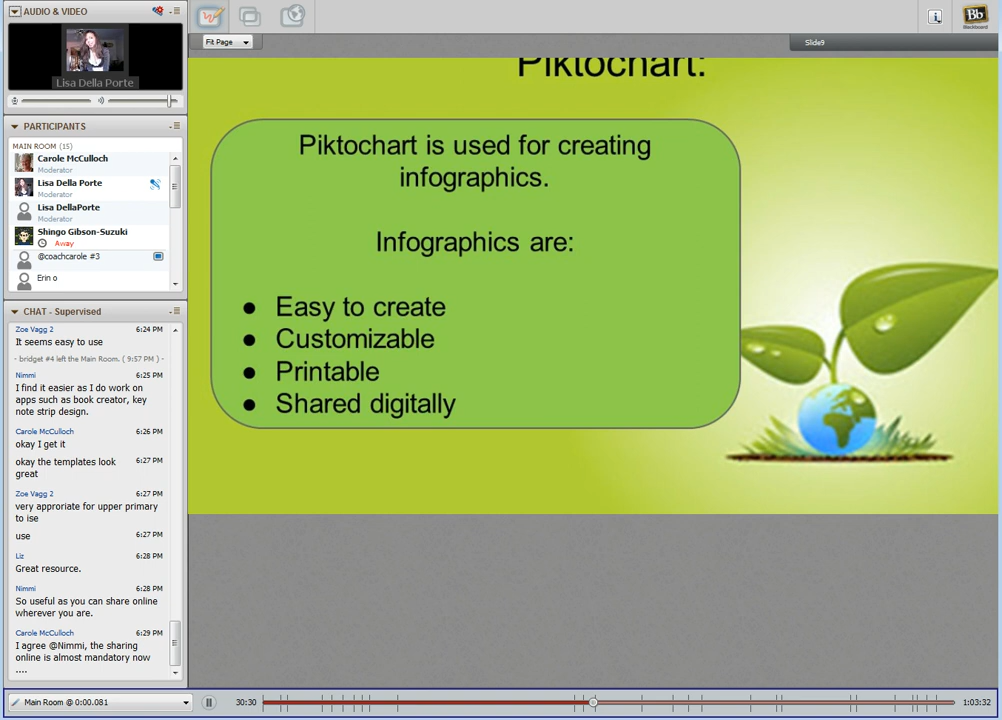 AUDIO & VIDEO
Lisa Della Porte
PARTICIPANTS
MAIN ROOM (15)
Carole McCulloch
Moderator
Lisa Della Porte
Moderator
Lisa DellaPorte
Moderator
Shingo Gibson-Suzuki
Away
@coachcarole #3
Erin o
CHAT - Supervised
Zoe Vagg 2 6:24 PM
It seems easy to use
- bridget #4 left the Main Room. ( 9:57 PM ) -
Nimmi 6:25 PM
I find it easier as I do work on
apps such as book creator, key
note strip design.
Carole McCulloch 6:26 PM
okay I get it
okay the templates look 6:27 PM
great
Zoe Vagg 2 6:27 PM
very approriate for upper primary
to ise
use 6:27 PM
Liz 6:28 PM
Great resource.
Nimmi 6:28 PM
So useful as you can share online
wherever you are.
Carole McCulloch 6:29 PM
I agree @Nimmi, the sharing
online is almost mandatory now
....
Main Room @ 0:00.081
Fit Page
Slide9
Bb
Blackboard
Piktochart:
Piktochart is used for creating
infographics.
Infographics are:
● Easy to create
● Customizable
● Printable
● Shared digitally
30:30
1:03:32